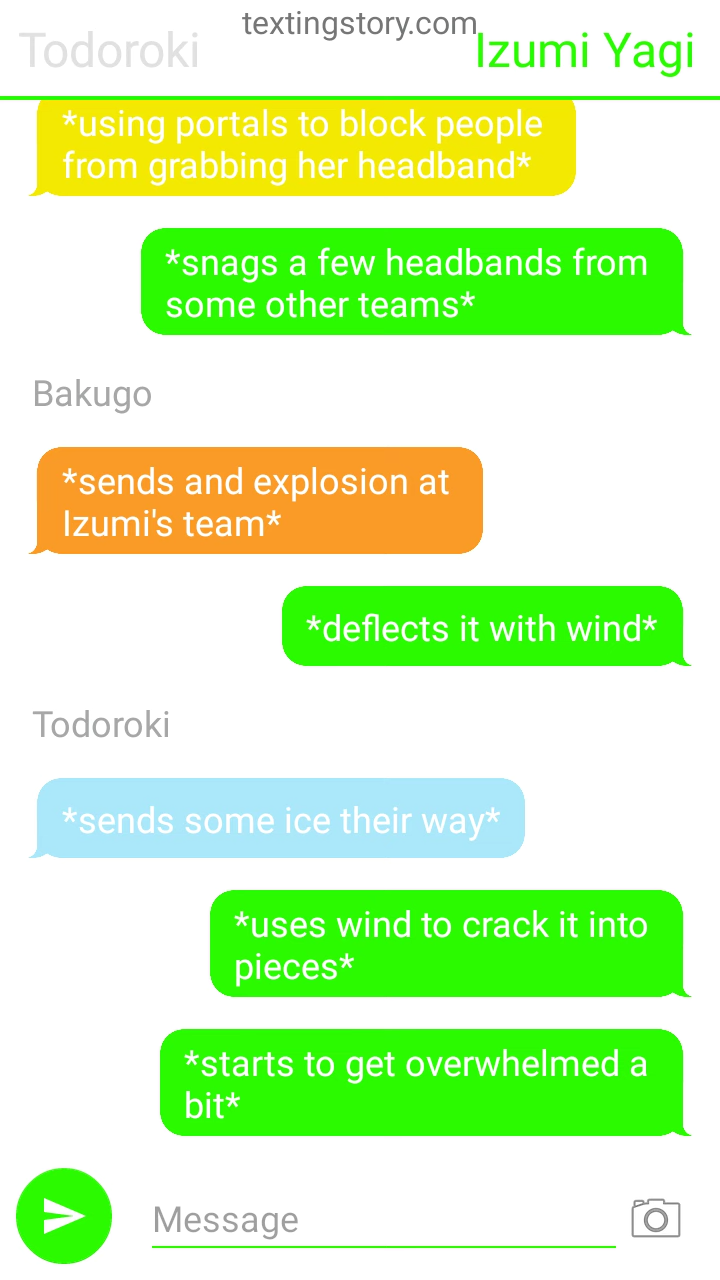 textingstory.com
Todoroki
Izumi Yagi
*using portals to block people
from grabbing her headband*
*snags a few headbands from
some other teams*
Bakugo
*sends and explosion at
Izumi's team*
*deflects it with wind*
Todoroki
*sends some ice their way*
*uses wind to crack it into
pieces*
*starts to get overwhelmed a
bit*
Message